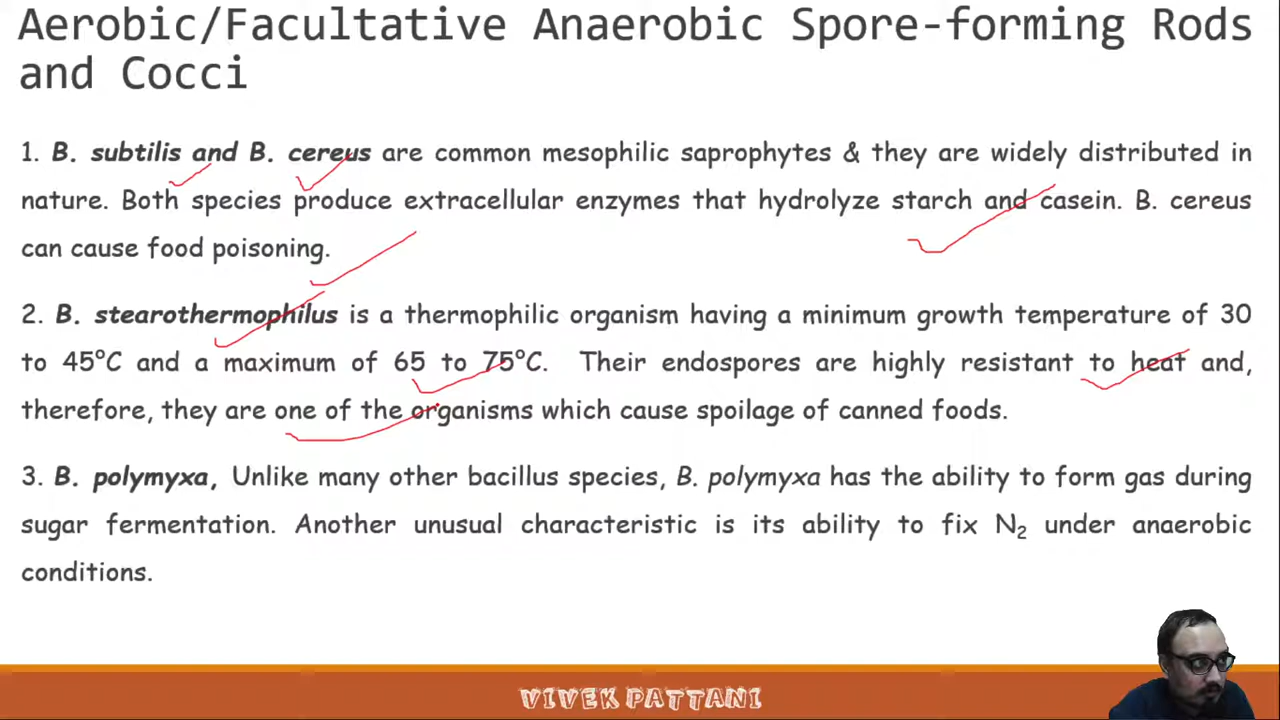 Aerobic/Facultative Anaerobic Spore-forming Rods
and Cocci
1. B. subtilis and B. cereus are common mesophilic saprophytes & they are widely distributed in
nature. Both species produce extracellular enzymes that hydrolyze starch and casein. B. cereus
can cause food poisoning.
2. B. stearothermophilus is a thermophilic organism having a minimum growth temperature of 30
to 45°C and a maximum of 65 to 75°C. Their endospores are highly resistant to heat and,
therefore, they are one of the organisms which cause spoilage of canned foods.
3. B. polymyxa, Unlike many other bacillus species, B. polymyxa has the ability to form gas during
sugar fermentation. Another unusual characteristic is its ability to fix N₂ under anaerobic
conditions.
VIVEK PATTANI